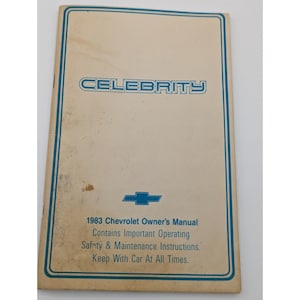 CELEBRITY
1983 Chevrolet Owner's Manual
Contains Important Operating
Safety & Maintenance Instructions.
Keep With Car At All Times.